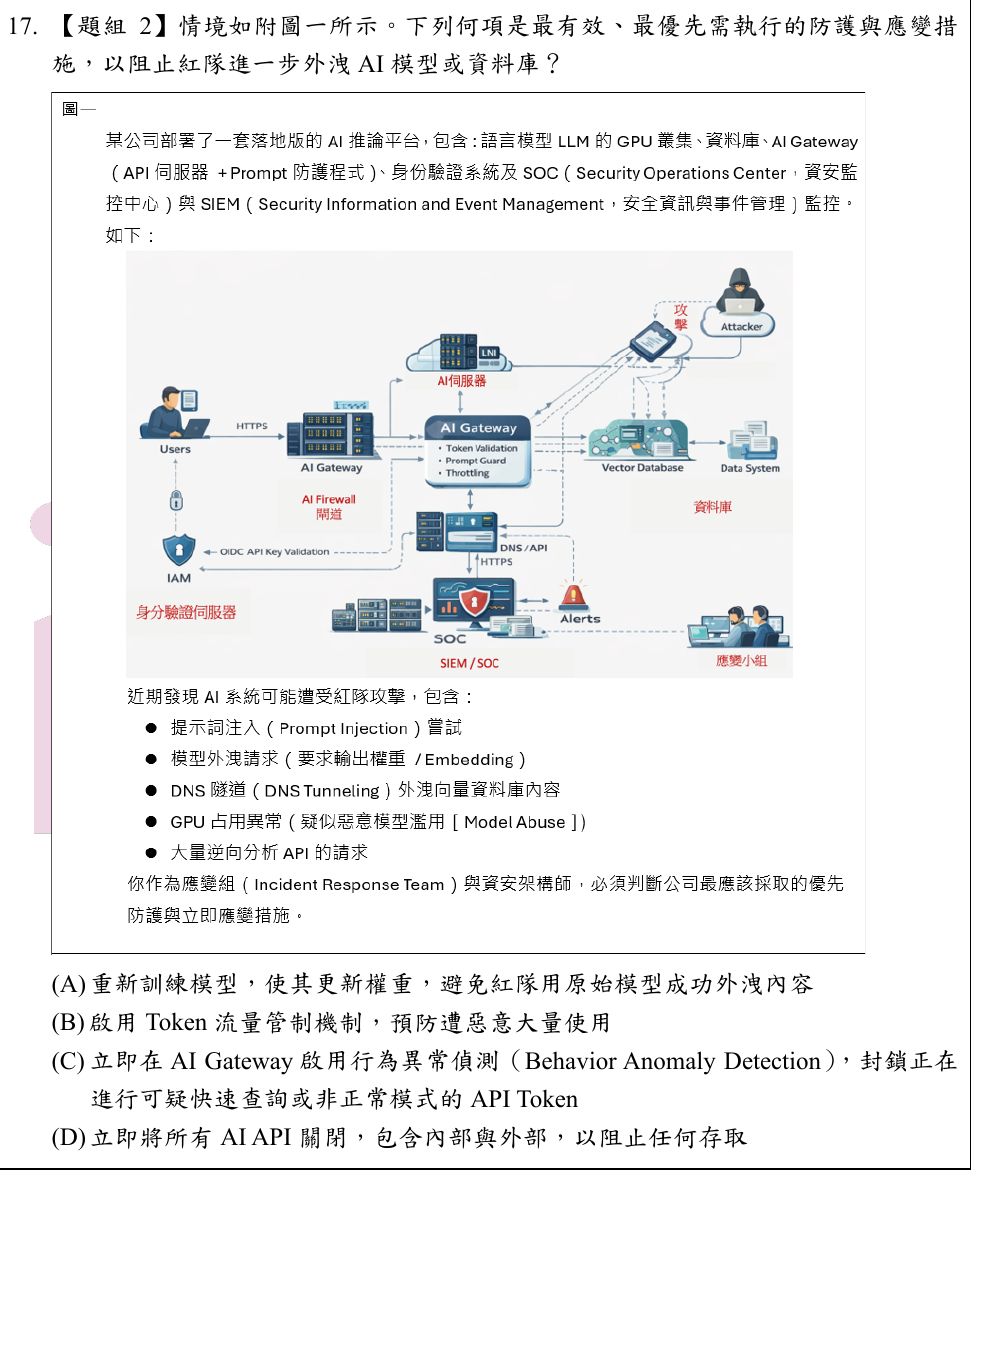 17. 【題組 2】情境如附圖一所示。下列何項是最有效、最優先需執行的防護與應變措
施，以阻止紅隊進一步外洩 AI 模型或資料庫？
圖一
某公司部署了一套落地版的 AI 推論平台，包含：語言模型 LLM 的 GPU 叢集、資料庫、AI Gateway
（API 伺服器 +Prompt 防護程式）、身份驗證系統及 SOC（Security Operations Center，資安監
控中心）與 SIEM（Security Information and Event Management，安全資訊與事件管理）監控。
如下：
攻擊
Attacker
LNI
AI伺服器
HTTPS
Users
AI Gateway
AI Firewall
閘道
AI Gateway
• Token Validation
• Prompt Guard
• Throttling
Vector Database
Data System
資料庫
OIDC API Key Validation
IAM
身分驗證伺服器
DNS/API
HTTPS
SOC
SIEM / SOC
Alerts
應變小組
近期發現 AI 系統可能遭受紅隊攻擊，包含：
● 提示詞注入（Prompt Injection）嘗試
● 模型外洩請求（要求輸出權重 /Embedding）
● DNS 隧道（DNS Tunneling）外洩向量資料庫內容
● GPU 占用異常（疑似惡意模型濫用［Model Abuse］）
● 大量逆向分析 API 的請求
你作為應變組（Incident Response Team）與資安架構師，必須判斷公司最應該採取的優先
防護與立即應變措施。
(A) 重新訓練模型，使其更新權重，避免紅隊用原始模型成功外洩內容
(B) 啟用 Token 流量管制機制，預防遭惡意大量使用
(C) 立即在 AI Gateway 啟用行為異常偵測（Behavior Anomaly Detection），封鎖正在
進行可疑快速查詢或非正常模式的 API Token
(D) 立即將所有 AI API 關閉，包含內部與外部，以阻止任何存取